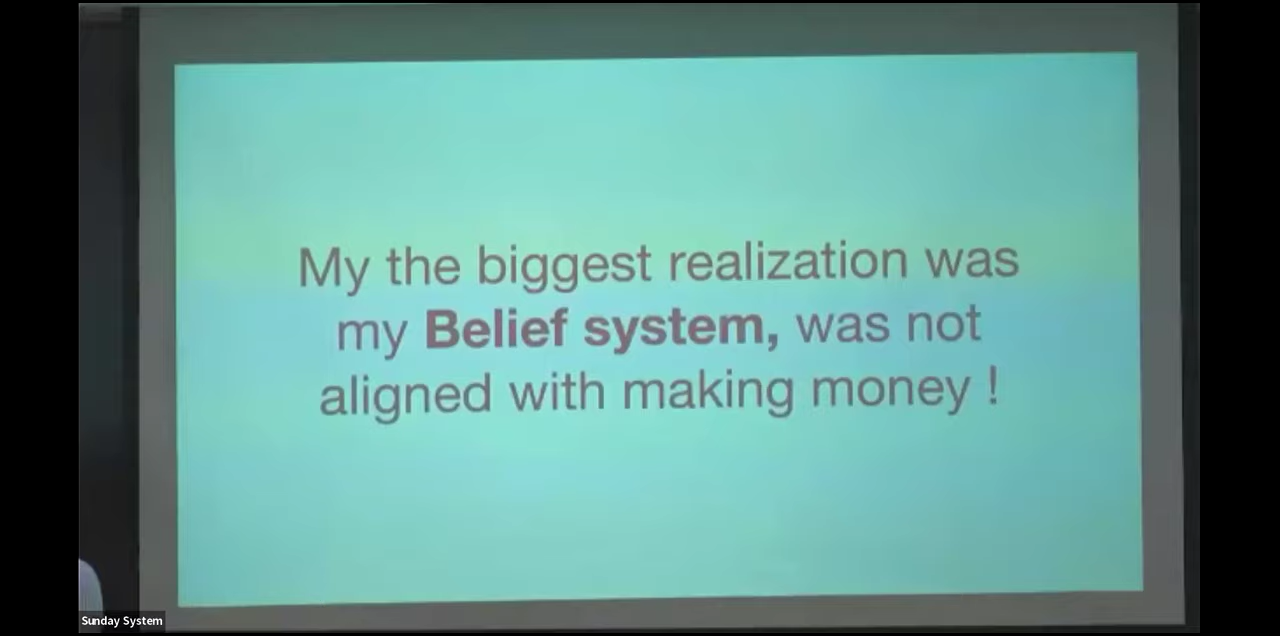 My the biggest realization was
my Belief system, was not
aligned with making money !
Sunday System